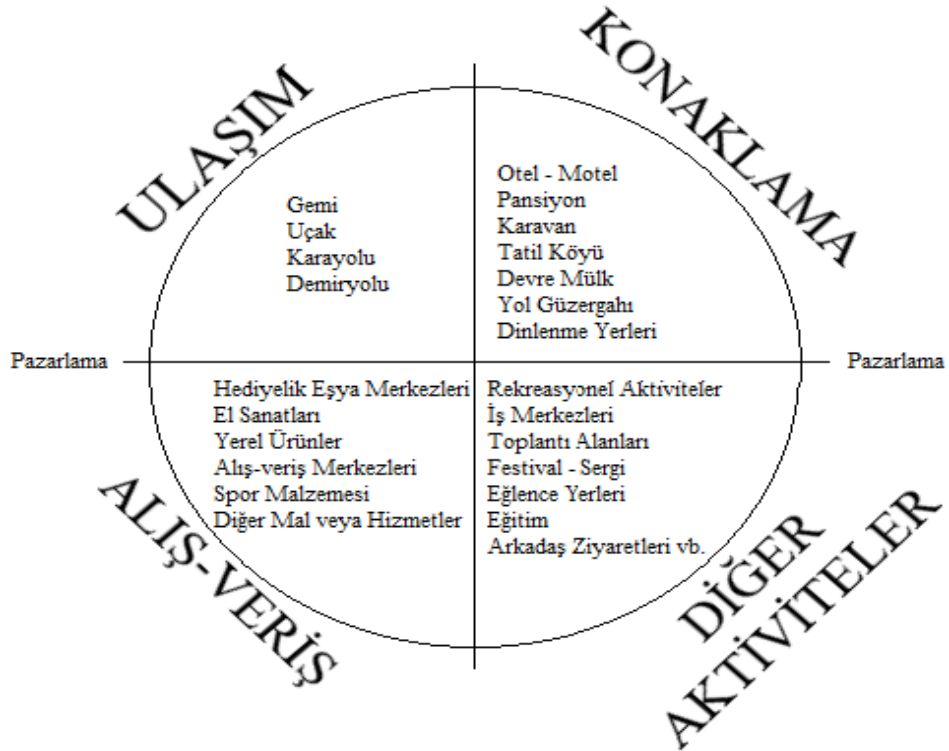 ULAŞIM
Gemi
Uçak
Karayolu
Demiryolu
KONAKLAMA
Otel - Motel
Pansiyon
Karavan
Tatil Köyü
Devre Mülk
Yol Güzergahı
Dinlenme Yerleri
Pazarlama
Pazarlama
ALIŞ-VERİŞ
Hediyelik Eşya Merkezleri
El Sanatları
Yerel Ürünler
Alış-veriş Merkezleri
Spor Malzemesi
Diğer Mal veya Hizmetler
Rekreasyonel Aktiviteler
İş Merkezleri
Toplantı Alanları
Festival - Sergi
Eğlence Yerleri
Eğitim
Arkadaş Ziyaretleri vb.
DİĞER
AKTİVİTELER